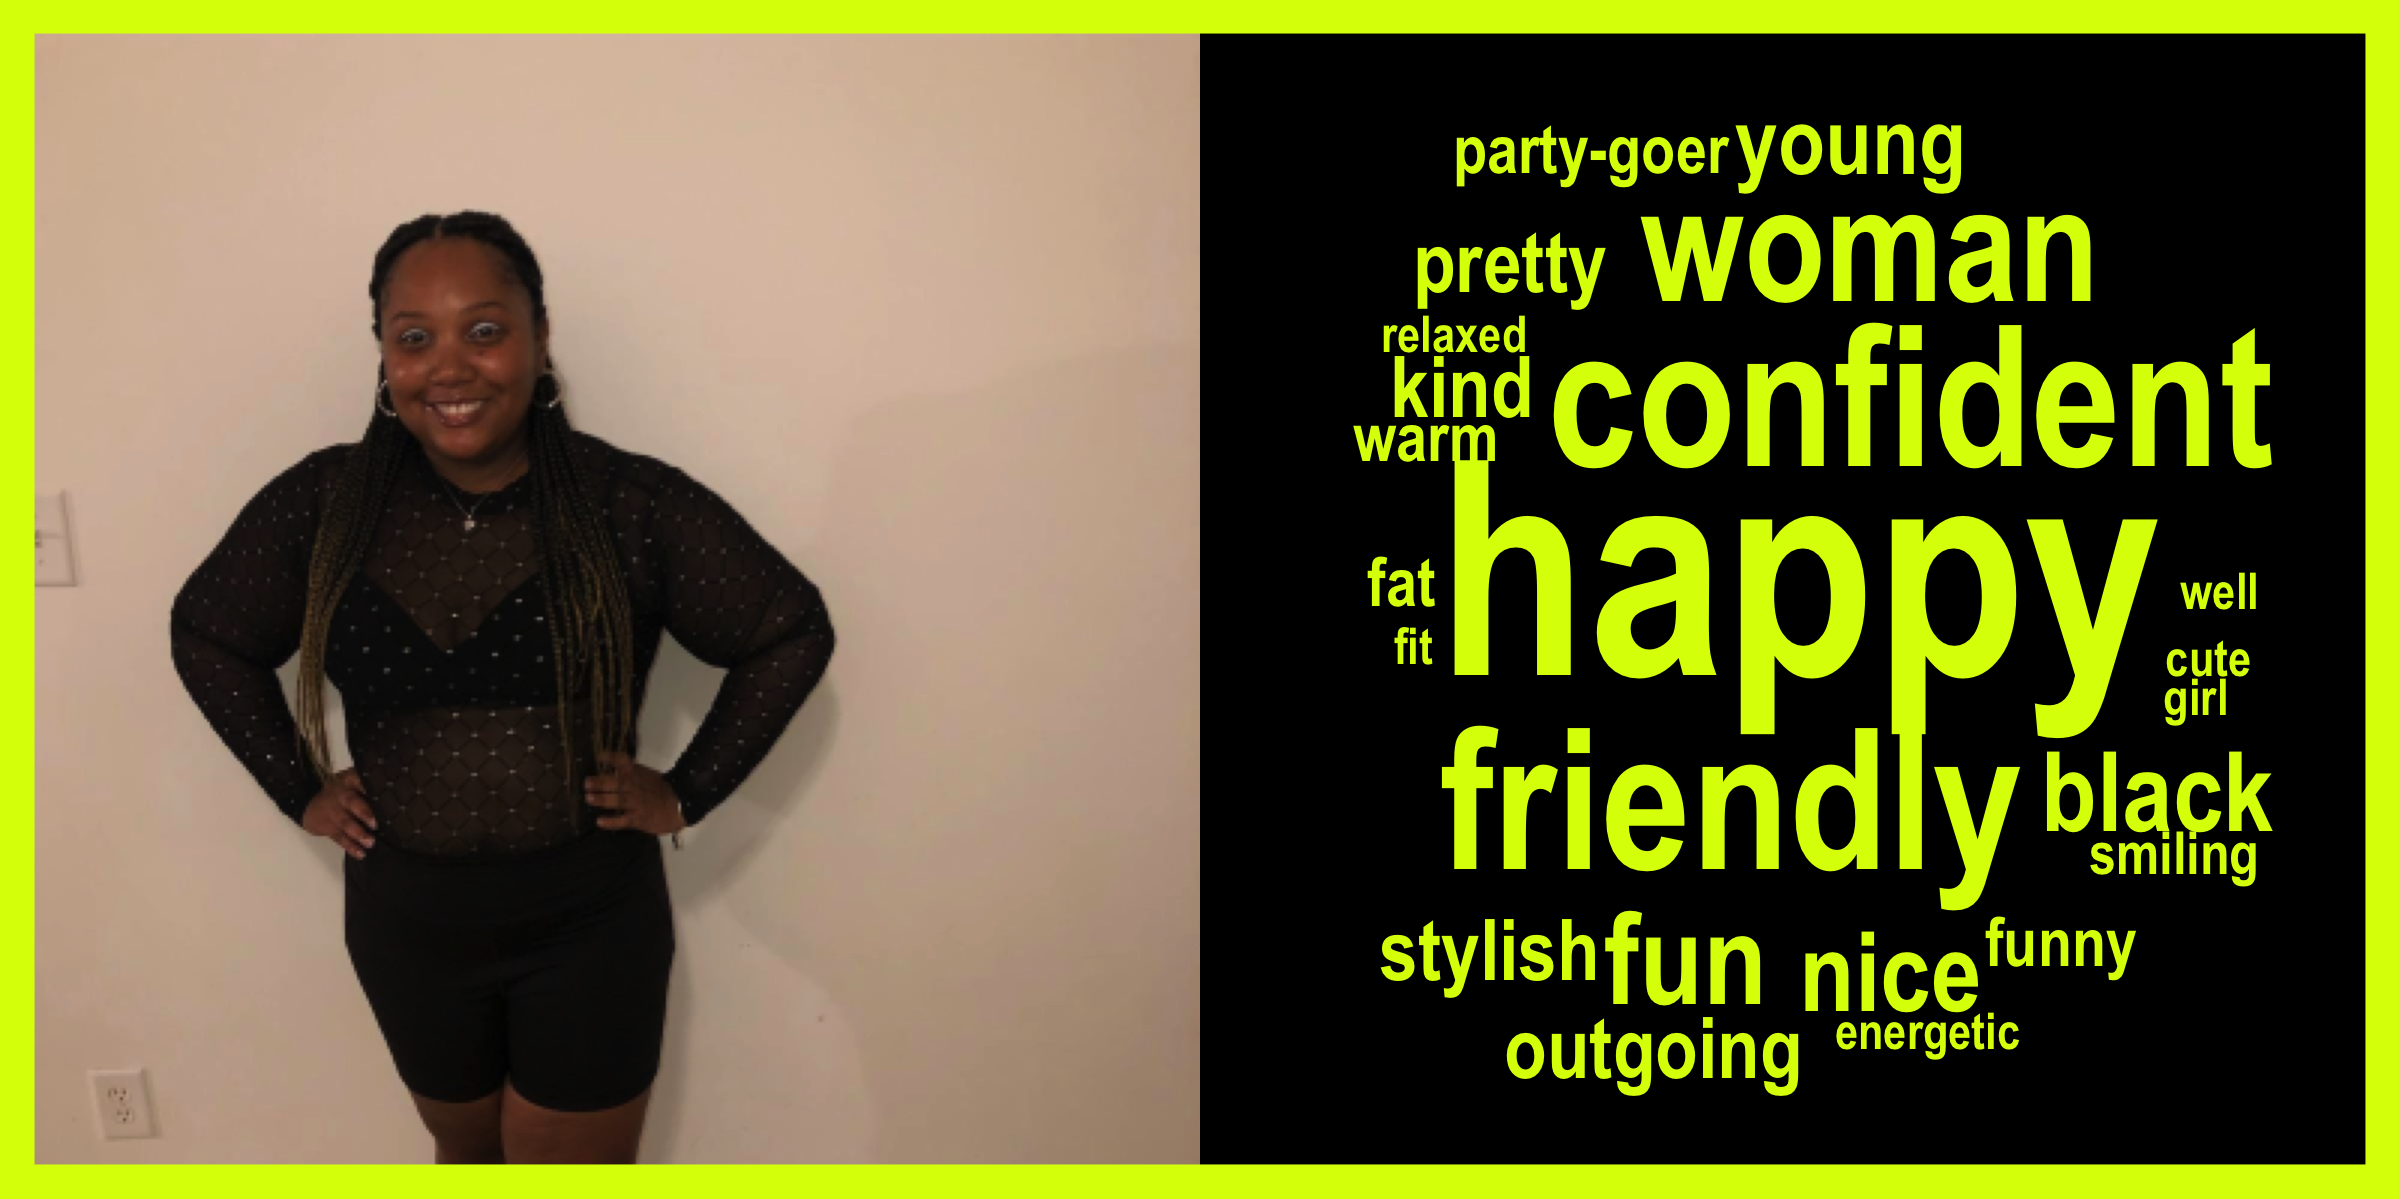 party-goer young
pretty woman
relaxed
kind confident
warm
happy
fat well
fit cute
girl
friendly black
smiling
stylish fun nice funny
outgoing energetic